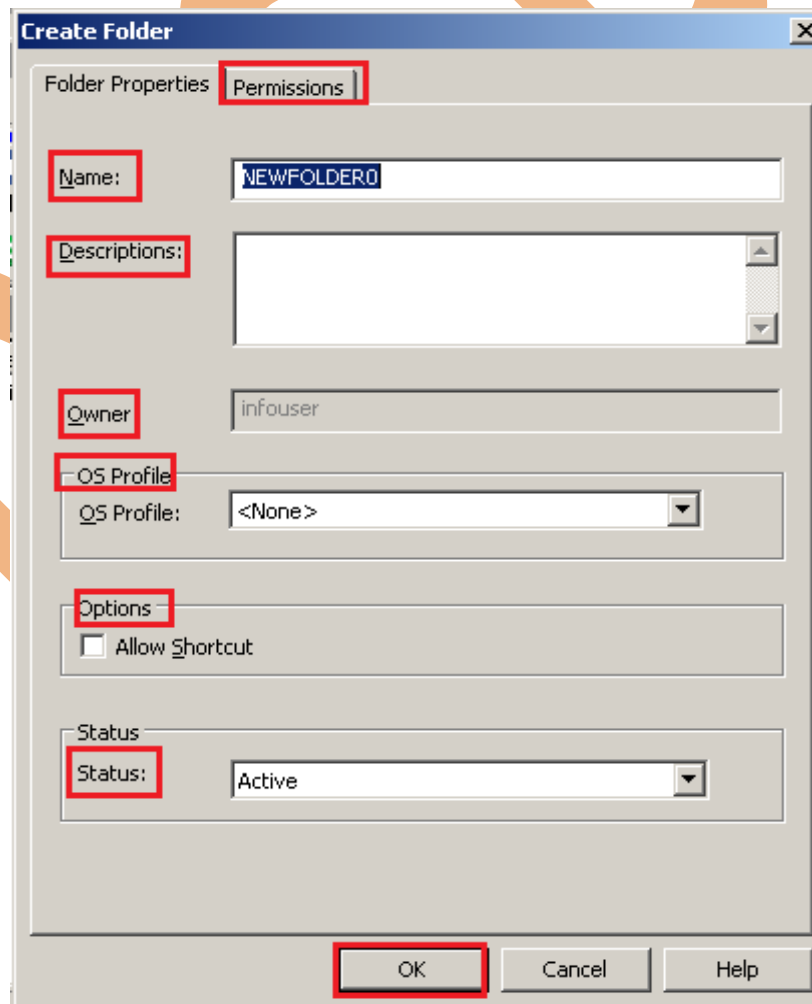 Create Folder
Folder Properties
Permissions
Name:
NEWFOLDER0
Descriptions:
Owner
infouser
OS Profile
OS Profile:
<None>
Options
Allow Shortcut
Status
Status:
Active
OK
Cancel
Help